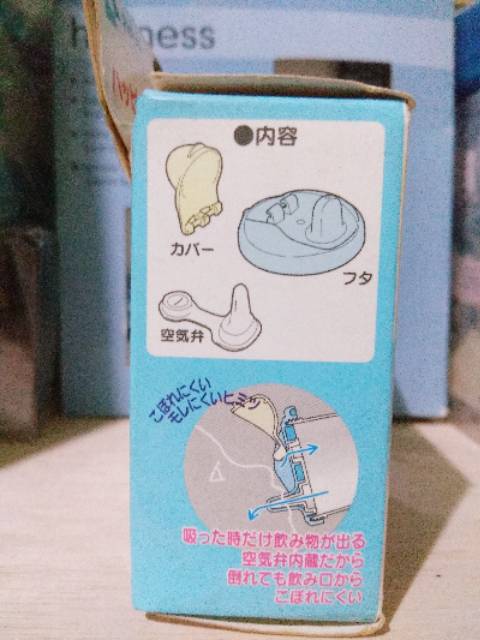 ●内容
カバー
フタ
空気弁
こぼれにくい
モレにくいヒミツ
吸った時だけ飲み物が出る
空気弁内蔵だから
倒れても飲み口から
こぼれにくい